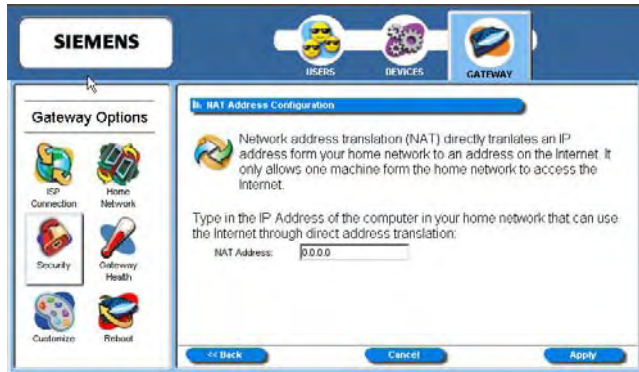 SIEMENS
USERS
DEVICES
GATEWAY
Gateway Options
ISP
Connection
Home
Network
Security
Gateway
Health
Customize
Reboot
NAT Address Configuration
Network address translation (NAT) directly tranlates an IP
address form your home network to an address on the Internet. It
only allows one machine form the home network to access the
Internet.
Type in the IP Address of the computer in your home network that can use
the Internet through direct address translation:
NAT Address: 0.0.0.0
<< Back
Cancel
Apply